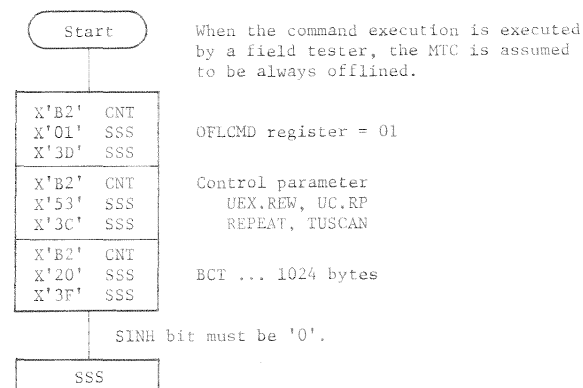 Start
When the command execution is executed
by a field tester, the MTC is assumed
to be always offlined.
X'B2' CNT
X'01' SSS
X'3D' SSS
OFLCMD register = 01
X'B2' CNT
X'53' SSS
X'3C' SSS
Control parameter
UEX.REW, UC.RP
REPEAT, TUSCAN
X'B2' CNT
X'20' SSS
X'3F' SSS
BCT ... 1024 bytes
SINH bit must be '0'.
SSS